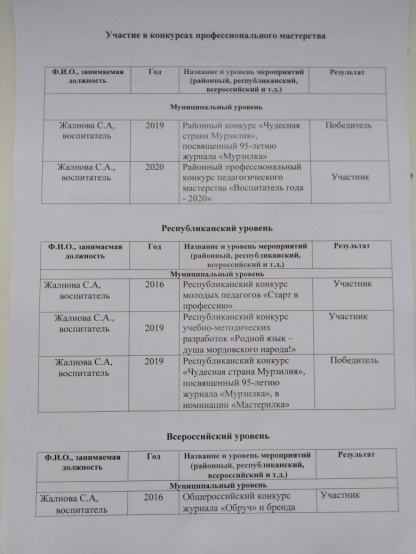 Участие в конкурсах профессионального мастерства
Ф.И.О., занимаемая должность Год Название и уровень мероприятий (районный, республиканский, всероссийский и т.д.) Результат
Муниципальный уровень
Жалнова С.А, воспитатель 2019 Районный конкурс «Чудесная
страна Мурзилия»,
посвященный 95-летию
журнала «Мурзилка» Победитель
Жалнова С.А., воспитатель 2020 Районный профессиональный
конкурс педагогического
мастерства «Воспитатель года
- 2020» Участник
Республиканский уровень
Ф.И.О., занимаемая должность Год Название и уровень мероприятий (районный, республиканский, всероссийский и т.д.) Результат
Муниципальный уровень
Жалнова С.А, воспитатель 2016 Республиканский конкурс
молодых педагогов «Старт в
профессию» Участник
Жалнова С.А., воспитатель 2019 Республиканский конкурс
учебно-методических
разработок «Родной язык –
душа мордовского народа!» Участник
Жалнова С.А, воспитатель 2019 Республиканский конкурс
«Чудесная страна Мурзилия»,
посвященный 95-летию
журнала «Мурзилка», в
номинации «Мастерилка» Победитель
Всероссийский уровень
Ф.И.О., занимаемая должность Год Название и уровень мероприятий (районный, республиканский, всероссийский и т.д.) Результат
Муниципальный уровень
Жалнова С.А, воспитатель 2016 Общероссийский конкурс
журнала «Обруч» и бренда Участник